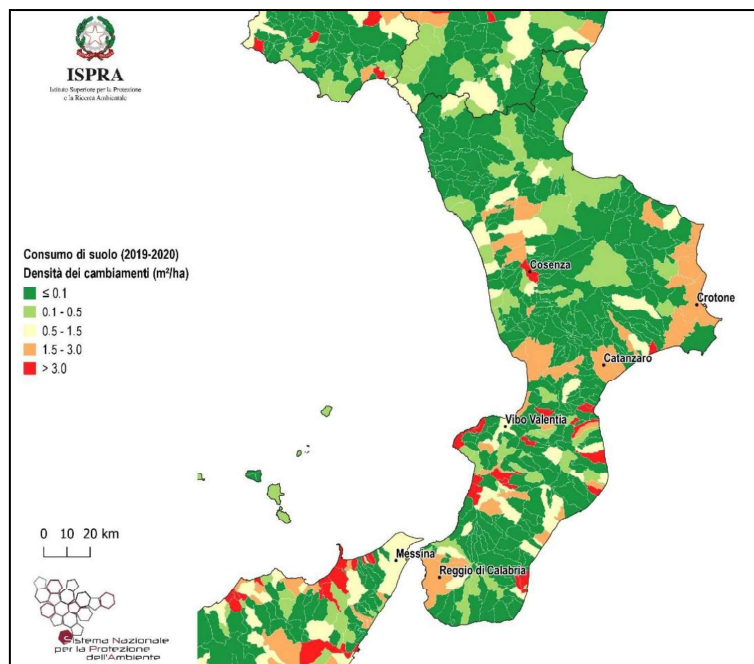 ISPRA
Istituto Superiore per la Protezione
e la Ricerca Ambientale
Consumo di suolo (2019-2020)
Densità dei cambiamenti (m²/ha)
≤ 0.1
0.1 - 0.5
0.5 - 1.5
1.5 - 3.0
> 3.0
Cosenza
Crotone
Catanzaro
Vibo Valentia
Messina
Reggio di Calabria
0 10 20 km
Sistema Nazionale
per la Protezione
dell'Ambiente